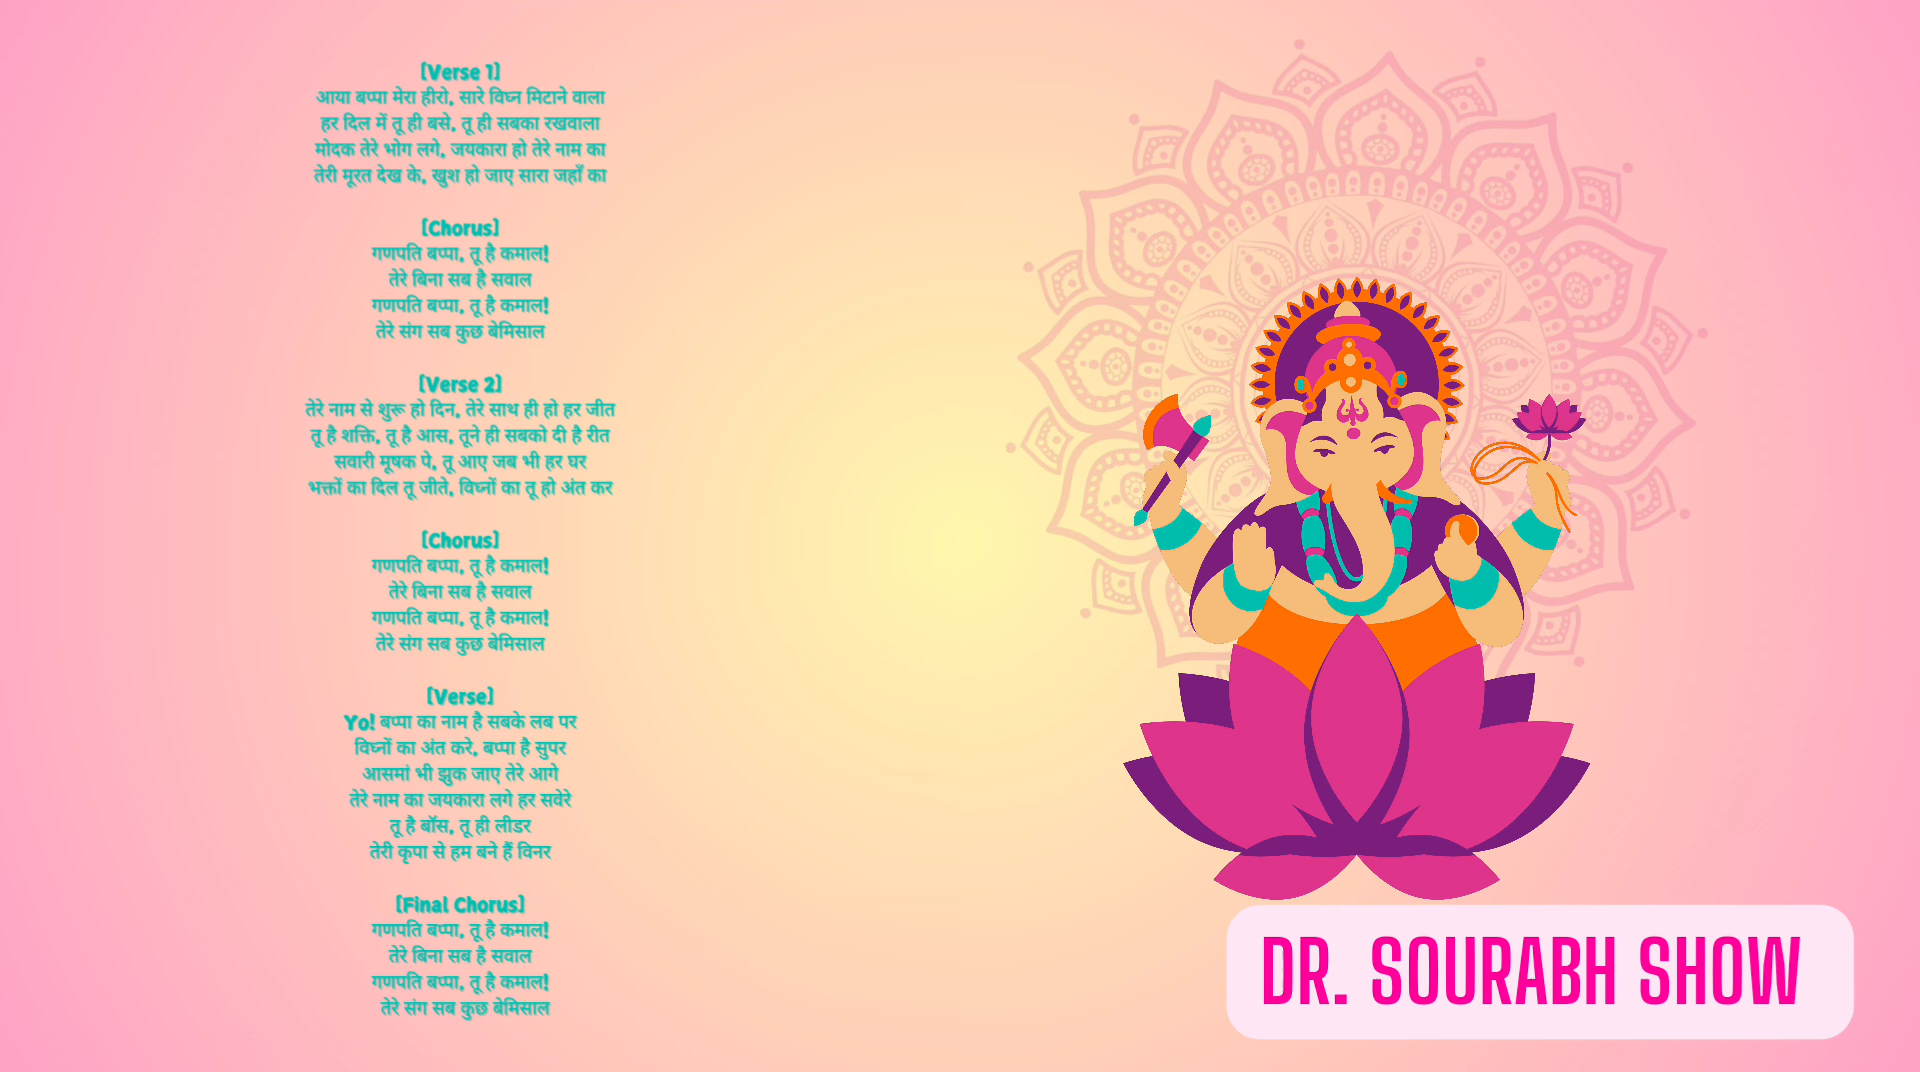 [Verse 1]
आया बप्पा मेरा हीरो, सारे विघ्न मिटाने वाला
हर दिल में तू ही बसे, तू ही सबका रखवाला
मोदक तेरे भोग लगे, जयकारा हो तेरे नाम का
तेरी मूरत देख के, खुश हो जाए सारा जहाँ का
[Chorus]
गणपति बप्पा, तू है कमाल!
तेरे बिना सब है सवाल
गणपति बप्पा, तू है कमाल!
तेरे संग सब कुछ बेमिसाल
[Verse 2]
तेरे नाम से शुरू हो दिन, तेरे साथ ही हो हर जीत
तू है शक्ति, तू है आस, तूने ही सबको दी है रीत
सवारी मूषक पे, तू आए जब भी हर घर
भक्तों का दिल तू जीते, विघ्नों का तू हो अंत कर
[Chorus]
गणपति बप्पा, तू है कमाल!
तेरे बिना सब है सवाल
गणपति बप्पा, तू है कमाल!
तेरे संग सब कुछ बेमिसाल
[Verse]
Yo! बप्पा का नाम है सबके लब पर
विघ्नों का अंत करे, बप्पा है सुपर
आसमां भी झुक जाए तेरे आगे
तेरे नाम का जयकारा लगे हर सवेरे
तू है बॉस, तू ही लीडर
तेरी कृपा से हम बने हैं विनर
[Final Chorus]
गणपति बप्पा, तू है कमाल!
तेरे बिना सब है सवाल
गणपति बप्पा, तू है कमाल!
तेरे संग सब कुछ बेमिसाल
DR. SOURABH SHOW